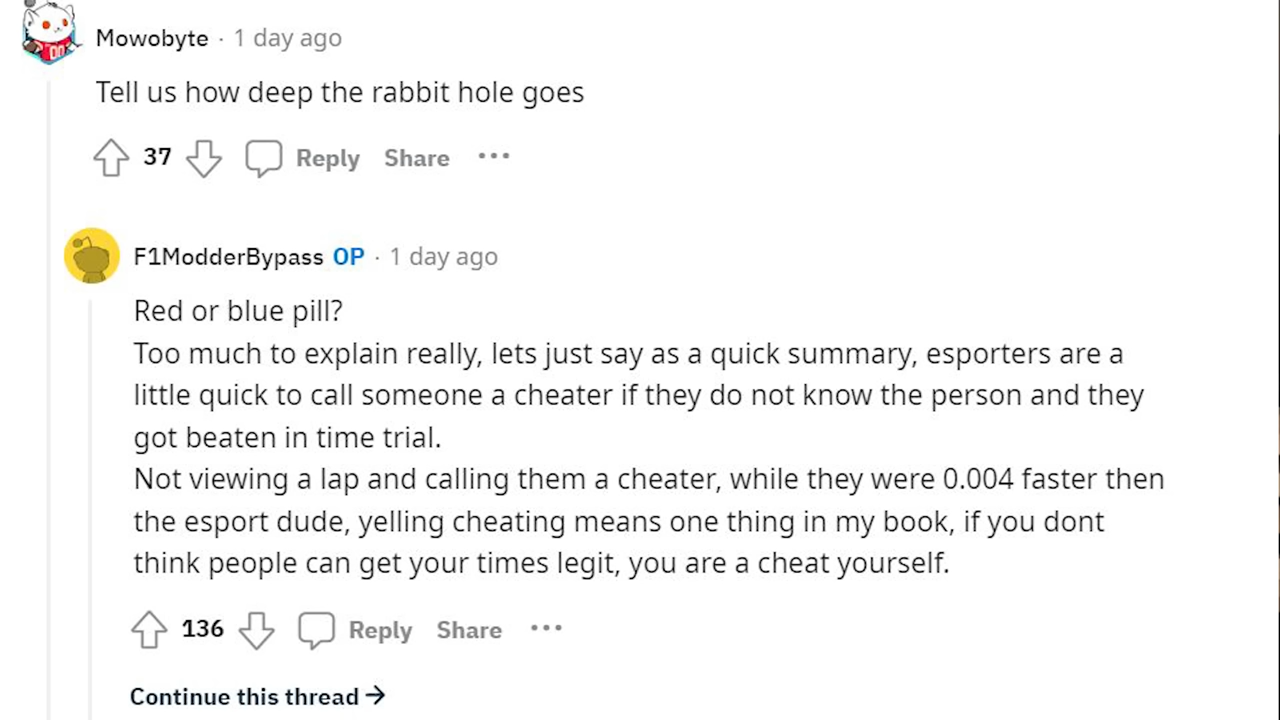 Mowobyte · 1 day ago
Tell us how deep the rabbit hole goes
37 Reply Share ···
F1ModderBypass OP · 1 day ago
Red or blue pill?
Too much to explain really, lets just say as a quick summary, esporters are a
little quick to call someone a cheater if they do not know the person and they
got beaten in time trial.
Not viewing a lap and calling them a cheater, while they were 0.004 faster then
the esport dude, yelling cheating means one thing in my book, if you dont
think people can get your times legit, you are a cheat yourself.
136 Reply Share ···
Continue this thread →